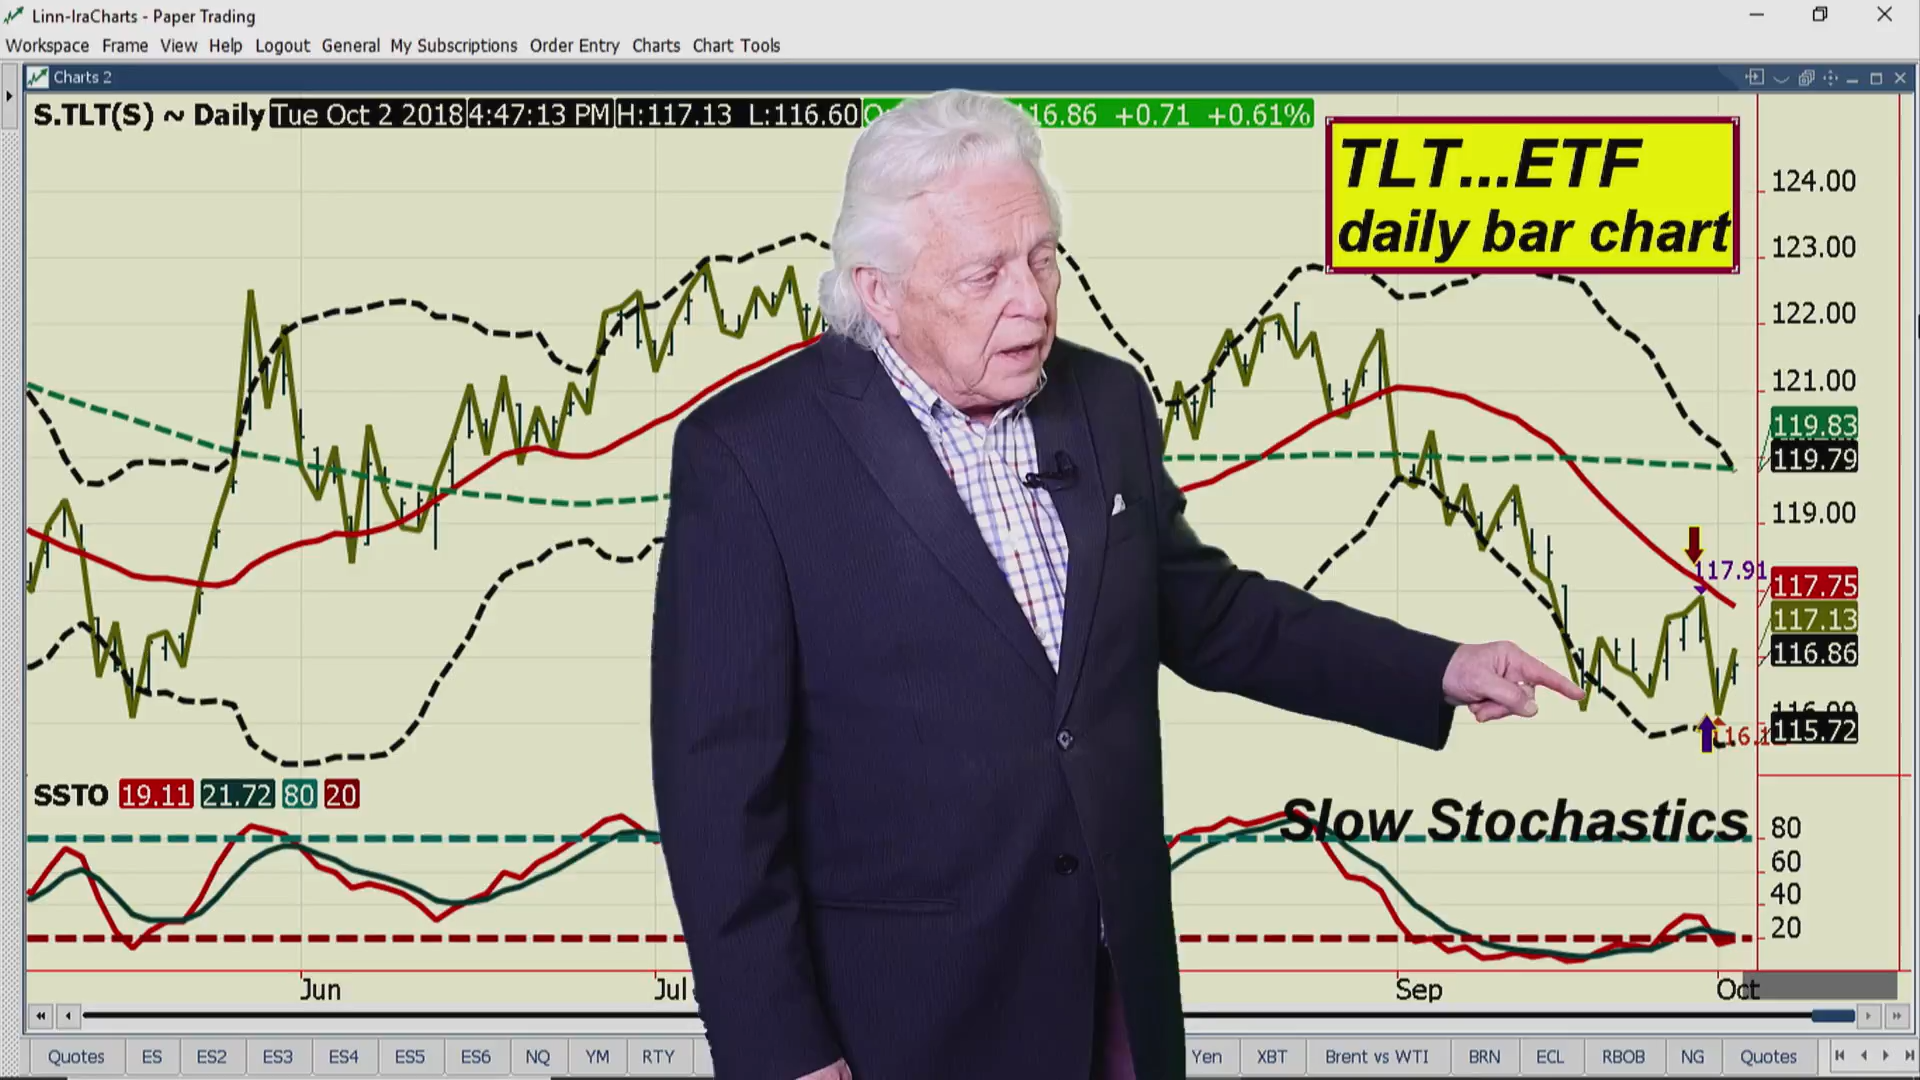 Linn-IraCharts - Paper Trading
Workspace Frame View Help Logout General My Subscriptions Order Entry Charts Chart Tools
Charts 2
S.TLT(S) ~ Daily Tue Oct 2 2018 4:47:13 PM H:117.13 L:116.60 16.86 +0.71 +0.61%
TLT...ETF
daily bar chart
124.00
123.00
122.00
121.00
119.83
119.79
119.00
117.91
117.75
117.13
116.86
116.00
115.72
SSTO 19.11 21.72 80 20
Slow Stochastics
80
60
40
20
Jun Jul Sep Oct
Quotes ES ES2 ES3 ES4 ES5 ES6 NQ YM RTY Yen XBT Brent vs WTI BRN ECL RBOB NG Quotes